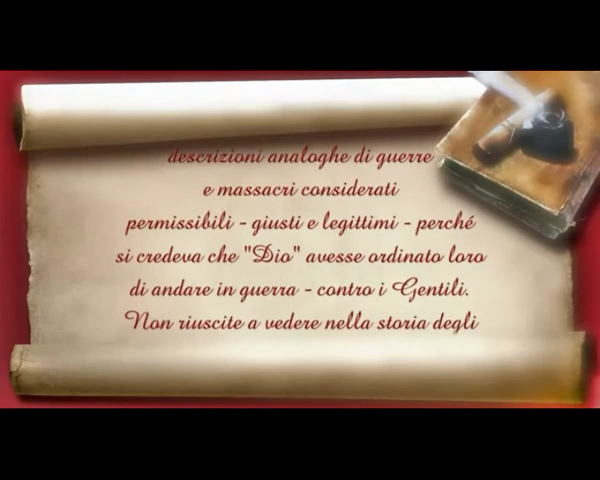 descrizioni analoghe di guerre
e massacri considerati
permissibili - giusti e legittimi - perché
si credeva che "Dio" avesse ordinato loro
di andare in guerra - contro i Gentili.
Non riuscite a vedere nella storia degli